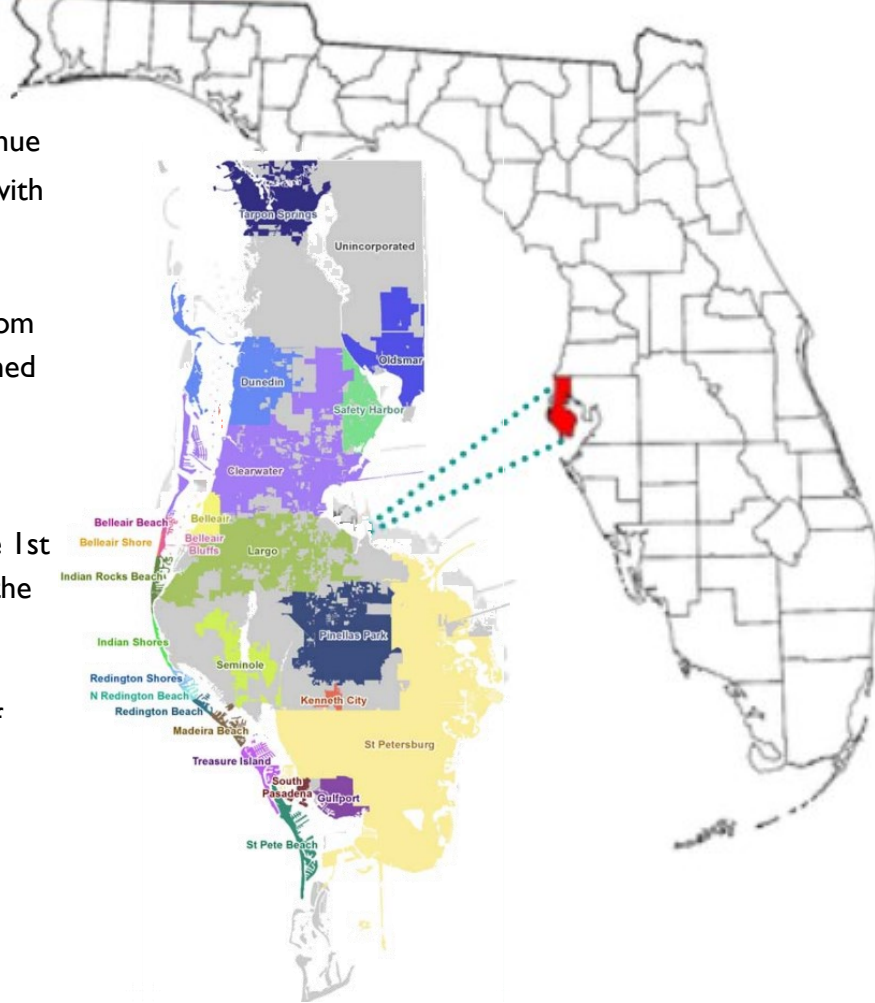 nue
with
om
ned
e 1st
the
f
Tarpon Springs
Unincorporated
Oldsmar
Dunedin
Safety Harbor
Clearwater
Belleair Beach
Belleair
Belleair Shore
Belleair
Bluffs
Largo
Indian Rocks Beach
Indian Shores
Pinellas Park
Seminole
Redington Shores
N Redington Beach
Kenneth City
Redington Beach
Madeira Beach
St Petersburg
Treasure Island
South
Pasadena
Gulfport
St Pete Beach